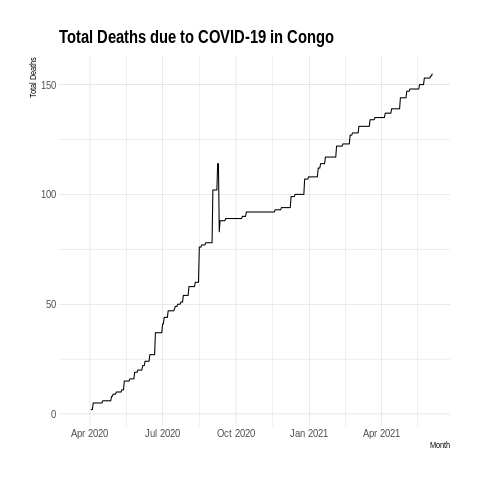 Total Deaths due to COVID-19 in Congo
Total Deaths
150
100
50
0
Apr 2020 Jul 2020 Oct 2020 Jan 2021 Apr 2021
Month